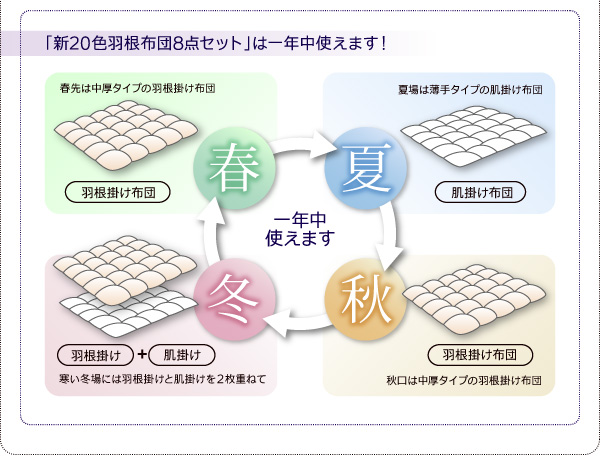 「新20色羽根布団8点セット」は一年中使えます！
春先は中厚タイプの羽根掛け布団
羽根掛け布団
春
夏場は薄手タイプの肌掛け布団
肌掛け布団
夏
一年中
使えます
冬
羽根掛け + 肌掛け
寒い冬場には羽根掛けと肌掛けを2枚重ねて
秋
羽根掛け布団
秋口は中厚タイプの羽根掛け布団